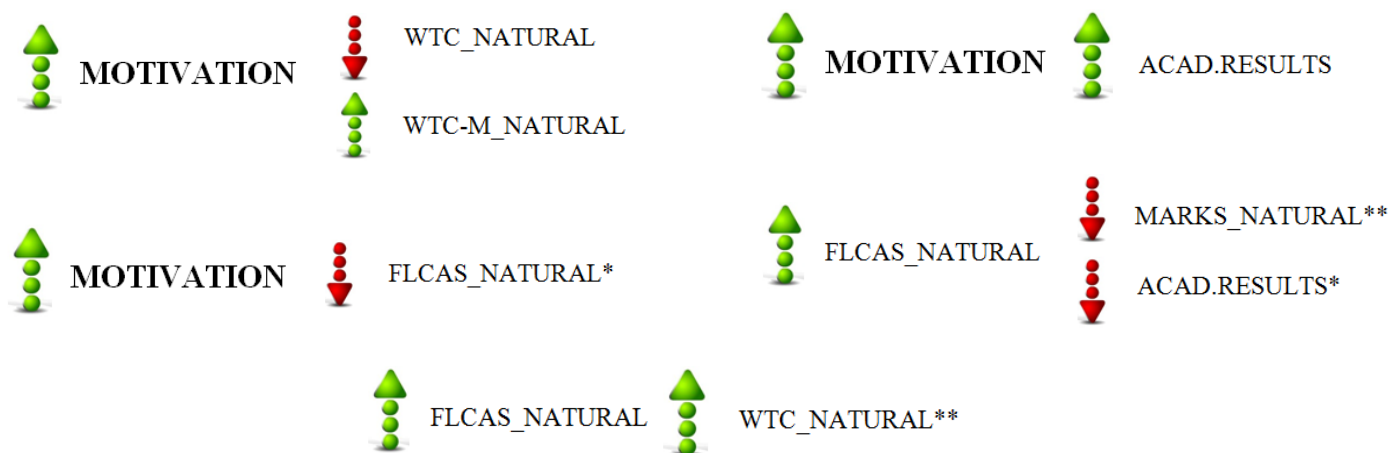 MOTIVATION
WTC_NATURAL
WTC-M_NATURAL
MOTIVATION
ACAD.RESULTS
MOTIVATION
FLCAS_NATURAL*
FLCAS_NATURAL
MARKS_NATURAL**
ACAD.RESULTS*
FLCAS_NATURAL
WTC_NATURAL**